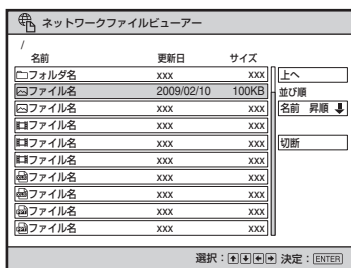 ネットワークファイルビューアー
/
名前 更新日 サイズ
フォルダ名 xxx xxx 上へ
ファイル名 2009/02/10 100KB 並び順
ファイル名 xxx xxx 名前 昇順
ファイル名 xxx xxx
ファイル名 xxx xxx 切断
ファイル名 xxx xxx
ファイル名 xxx xxx
ファイル名 xxx xxx
ファイル名 xxx xxx
ファイル名 xxx xxx
選択：↑↓←→ 決定：ENTER